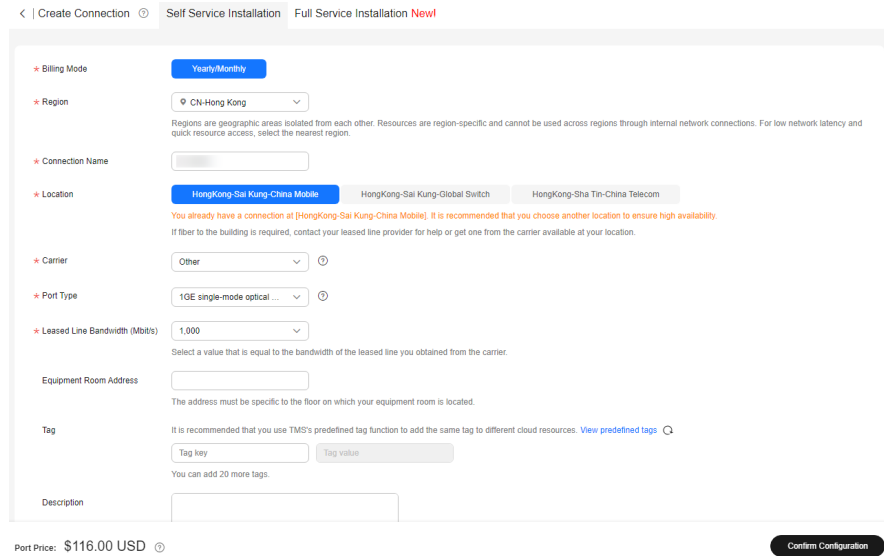 Create Connection Self Service Installation Full Service Installation New!
Billing Mode Yearly/Monthly
Region CN-Hong Kong
Regions are geographic areas isolated from each other. Resources are region-specific and cannot be used across regions through internal network connections. For low network latency and
quick resource access, select the nearest region.
Connection Name
Location HongKong-Sai Kung-China Mobile HongKong-Sai Kung-Global Switch HongKong-Sha Tin-China Telecom
You already have a connection at [HongKong-Sai Kung-China Mobile]. It is recommended that you choose another location to ensure high availability.
If fiber to the building is required, contact your leased line provider for help or get one from the carrier available at your location.
Carrier Other
Port Type 1GE single-mode optical ...
Leased Line Bandwidth (Mbit/s) 1,000
Select a value that is equal to the bandwidth of the leased line you obtained from the carrier.
Equipment Room Address
The address must be specific to the floor on which your equipment room is located.
Tag It is recommended that you use TMS's predefined tag function to add the same tag to different cloud resources. View predefined tags
Tag key Tag value
You can add 20 more tags.
Description
Port Price: $116.00 USD Confirm Configuration